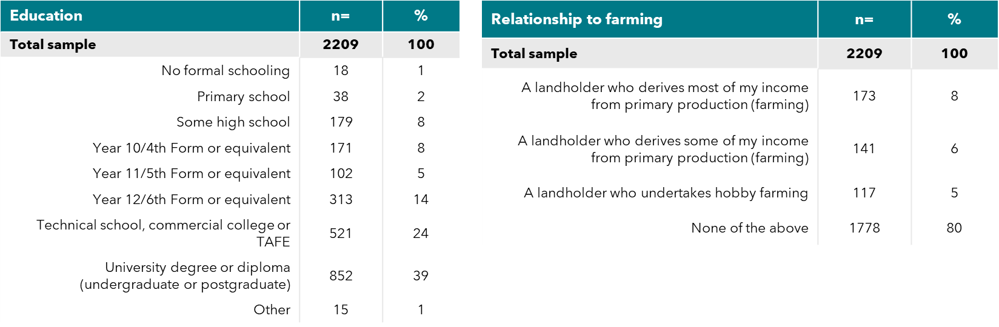 Education n= %
Total sample 2209 100
No formal schooling 18 1
Primary school 38 2
Some high school 179 8
Year 10/4th Form or equivalent 171 8
Year 11/5th Form or equivalent 102 5
Year 12/6th Form or equivalent 313 14
Technical school, commercial college or
TAFE 521 24
University degree or diploma
(undergraduate or postgraduate) 852 39
Other 15 1
Relationship to farming n= %
Total sample 2209 100
A landholder who derives most of my income
from primary production (farming) 173 8
A landholder who derives some of my income
from primary production (farming) 141 6
A landholder who undertakes hobby farming 117 5
None of the above 1778 80